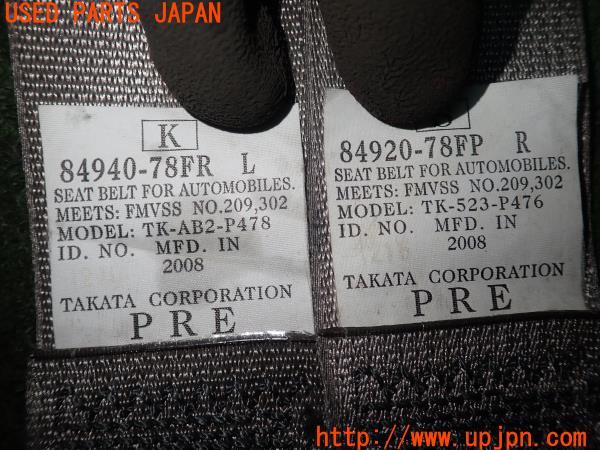 USED PARTS JAPAN
K
84940-78FR L
SEAT BELT FOR AUTOMOBILES.
MEETS: FMVSS NO.209,302
MODEL: TK-AB2-P478
ID. NO. MFD. IN
2008
TAKATA CORPORATION
PRE
84920-78FP R
SEAT BELT FOR AUTOMOBILES.
MEETS: FMVSS NO.209,302
MODEL: TK-523-P476
ID. NO. MFD. IN
2008
TAKATA CORPORATION
PRE
http://www.upjpn.com/